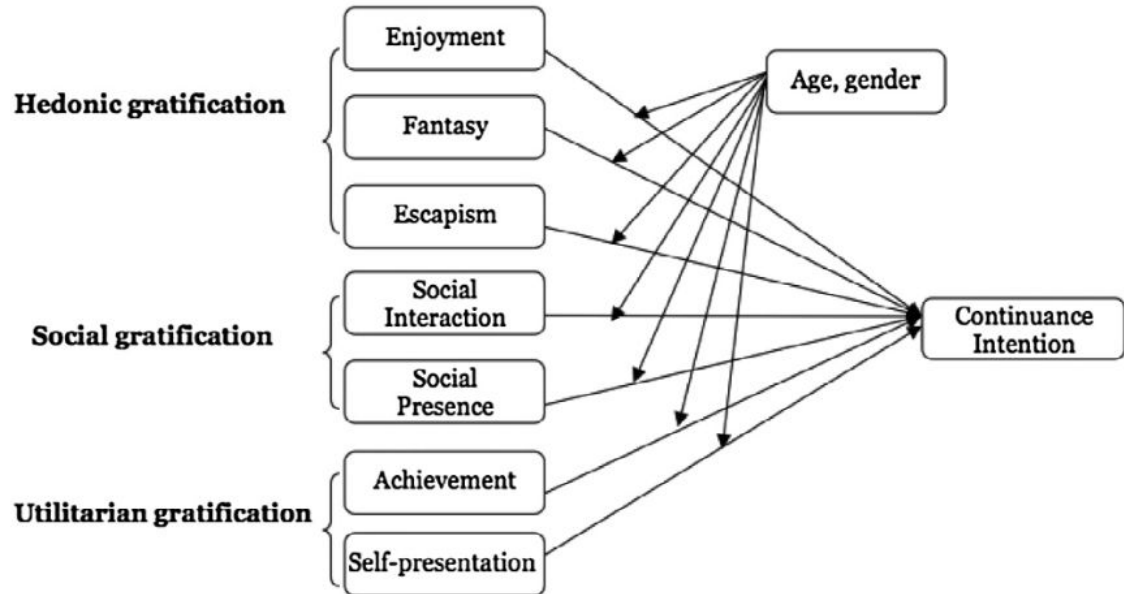 Enjoyment
Age, gender
Hedonic gratification
Fantasy
Escapism
Social
Interaction
Social gratification
Continuance
Intention
Social
Presence
Achievement
Utilitarian gratification
Self-presentation